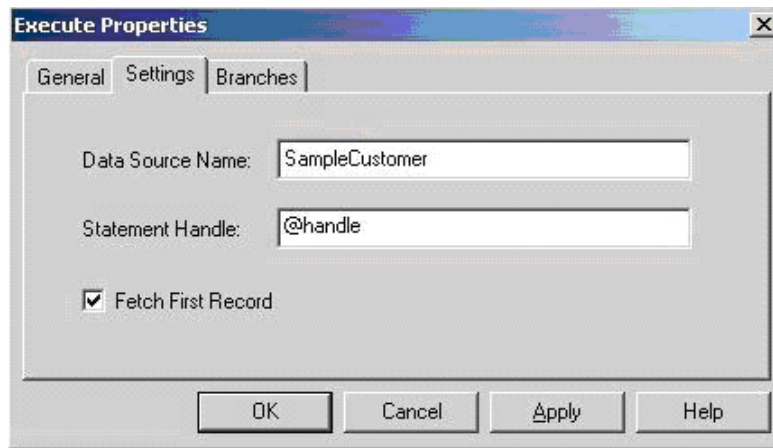 Execute Properties
General Settings Branches
Data Source Name: SampleCustomer
Statement Handle: @handle
Fetch First Record
OK Cancel Apply Help